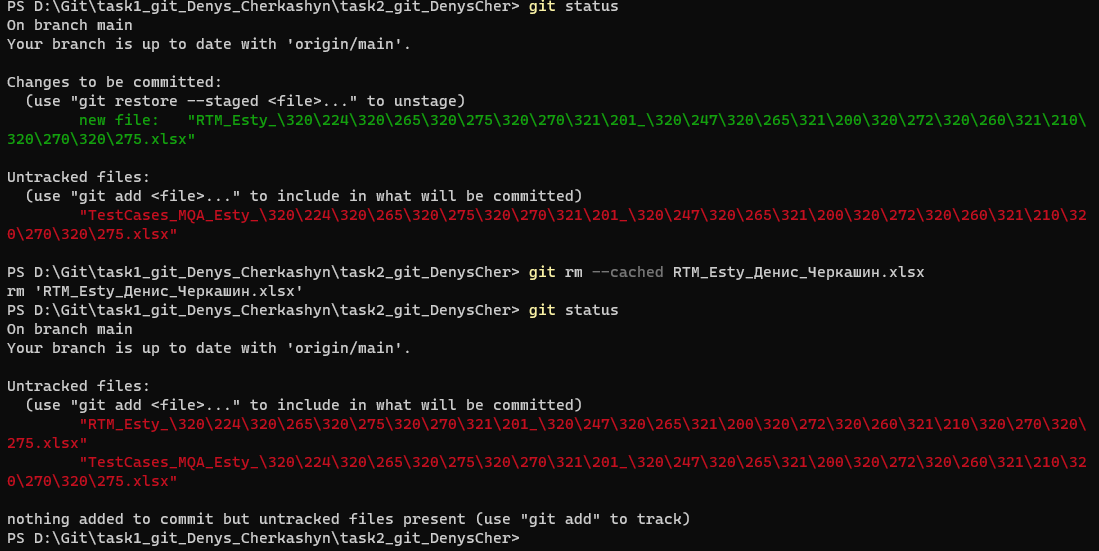 PS D:\Git\task1_git_Denys_Cherkashyn\task2_git_DenysCher> git status
On branch main
Your branch is up to date with 'origin/main'.
Changes to be committed:
(use "git restore --staged <file>..." to unstage)
new file:   "RTM_Esty_\320\224\320\265\320\275\320\270\321\201_\320\247\320\265\321\200\320\272\320\260\321\210\
320\270\320\275.xlsx"
Untracked files:
(use "git add <file>..." to include in what will be committed)
"TestCases_MQA_Esty_\320\224\320\265\320\275\320\270\321\201_\320\247\320\265\321\200\320\272\320\260\321\210\32
0\270\320\275.xlsx"
PS D:\Git\task1_git_Denys_Cherkashyn\task2_git_DenysCher> git rm --cached RTM_Esty_Денис_Черкашин.xlsx
rm 'RTM_Esty_Денис_Черкашин.xlsx'
PS D:\Git\task1_git_Denys_Cherkashyn\task2_git_DenysCher> git status
On branch main
Your branch is up to date with 'origin/main'.
Untracked files:
(use "git add <file>..." to include in what will be committed)
"RTM_Esty_\320\224\320\265\320\275\320\270\321\201_\320\247\320\265\321\200\320\272\320\260\321\210\320\270\320\
275.xlsx"
"TestCases_MQA_Esty_\320\224\320\265\320\275\320\270\321\201_\320\247\320\265\321\200\320\272\320\260\321\210\32
0\270\320\275.xlsx"
nothing added to commit but untracked files present (use "git add" to track)
PS D:\Git\task1_git_Denys_Cherkashyn\task2_git_DenysCher>